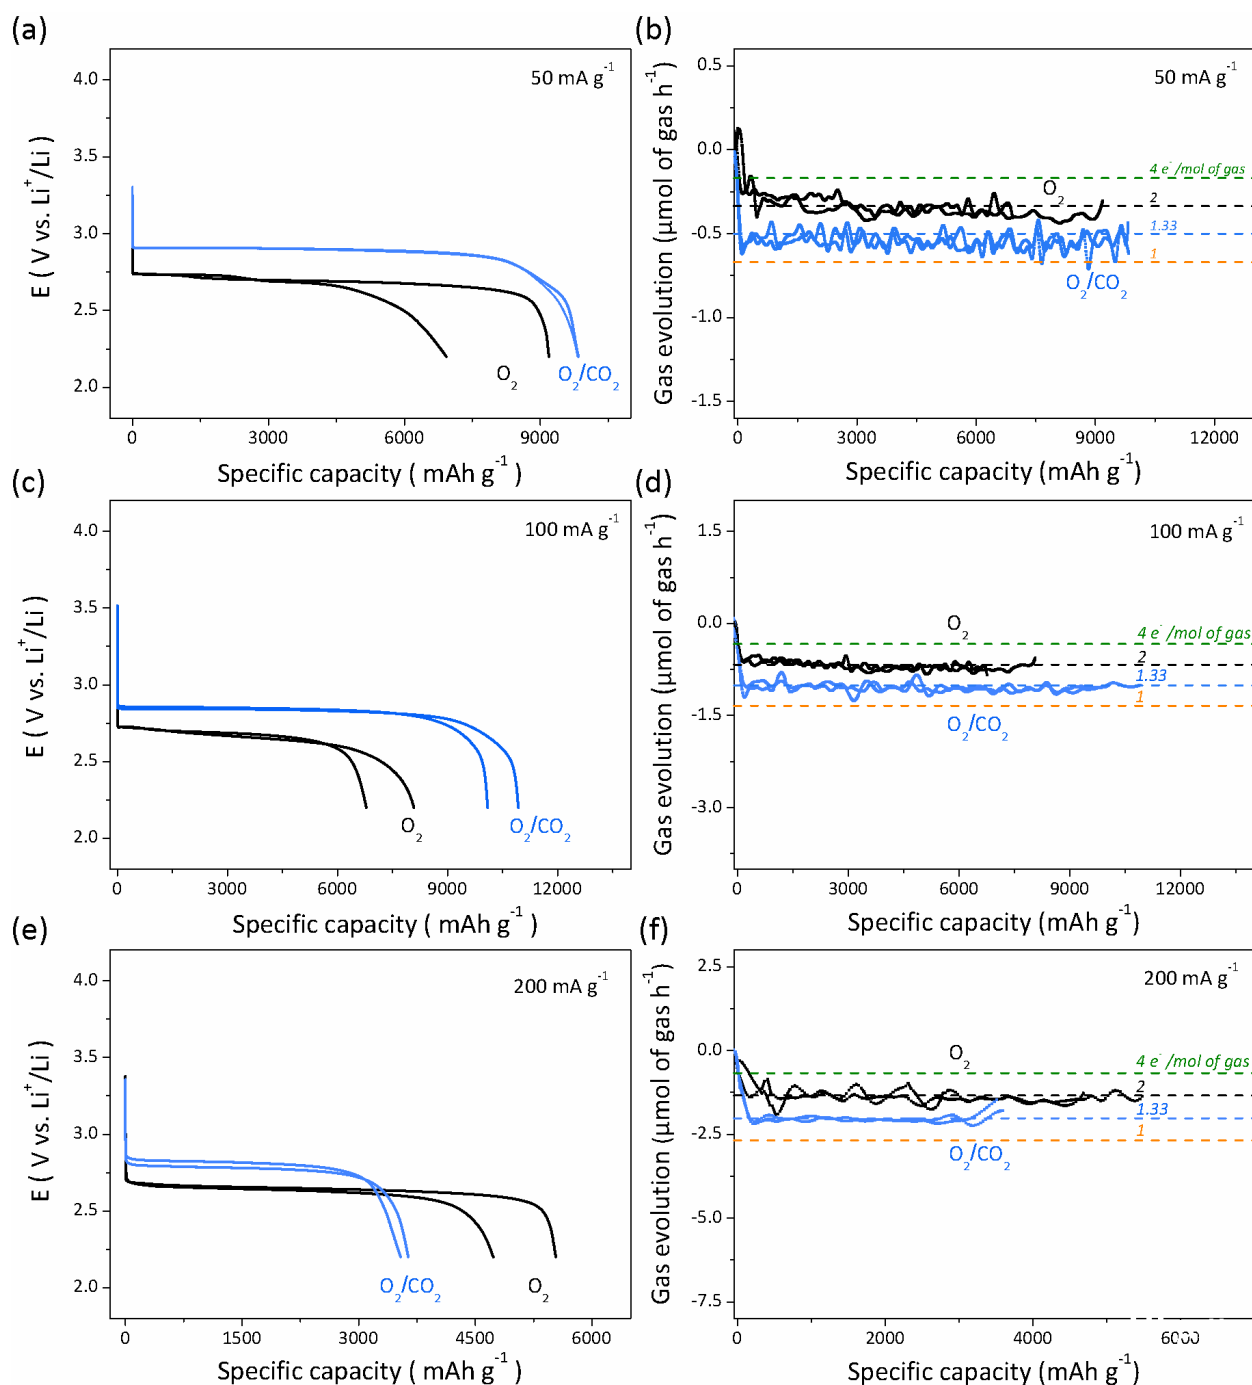 (a)
50 mA g⁻¹
4.0
3.5
3.0
2.5
2.0
E ( V vs. Li⁺/Li)
O₂
O₂/CO₂
0 3000 6000 9000
Specific capacity ( mAh g⁻¹ )
(b)
50 mA g⁻¹
0.5
0.0
-0.5
-1.0
-1.5
Gas evolution (µmol of gas h⁻¹)
4 e⁻/mol of gas
O₂
2
1.33
1
O₂/CO₂
0 3000 6000 9000 12000
Specific capacity (mAh g⁻¹)
(c)
100 mA g⁻¹
4.0
3.5
3.0
2.5
2.0
E ( V vs. Li⁺/Li)
O₂
O₂/CO₂
0 3000 6000 9000 12000
Specific capacity ( mAh g⁻¹ )
(d)
100 mA g⁻¹
1.5
0.0
-1.5
-3.0
Gas evolution (µmol of gas h⁻¹)
O₂
4 e⁻/mol of gas
2
1.33
1
O₂/CO₂
0 3000 6000 9000 12000
Specific capacity (mAh g⁻¹)
(e)
200 mA g⁻¹
4.0
3.5
3.0
2.5
2.0
E ( V vs. Li⁺/Li)
O₂/CO₂
O₂
0 1500 3000 4500 6000
Specific capacity ( mAh g⁻¹ )
(f)
200 mA g⁻¹
2.5
0.0
-2.5
-5.0
-7.5
Gas evolution (µmol of gas h⁻¹)
O₂
4 e⁻/mol of gas
2
1.33
1
O₂/CO₂
0 2000 4000 6000
Specific capacity (mAh g⁻¹)